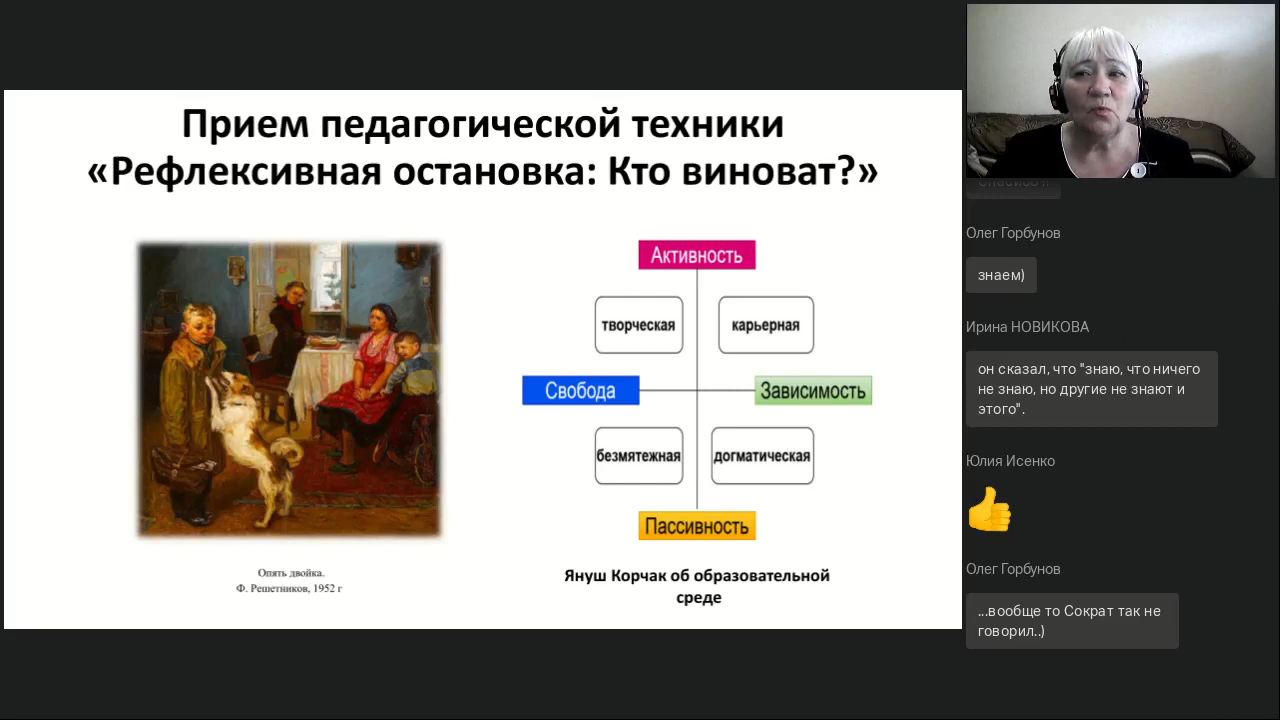 Прием педагогической техники
«Рефлексивная остановка: Кто виноват?»
Активность
творческая
карьерная
Свобода
Зависимость
безмятежная
догматическая
Пассивность
Опять двойка.
Ф. Решетников, 1952 г
Януш Корчак об образовательной
среде
Олег Горбунов
знаем)
Ирина НОВИКОВА
он сказал, что "знаю, что ничего
не знаю, но другие не знают и
этого".
Юлия Исенко
Олег Горбунов
...вообще то Сократ так не
говорил..)